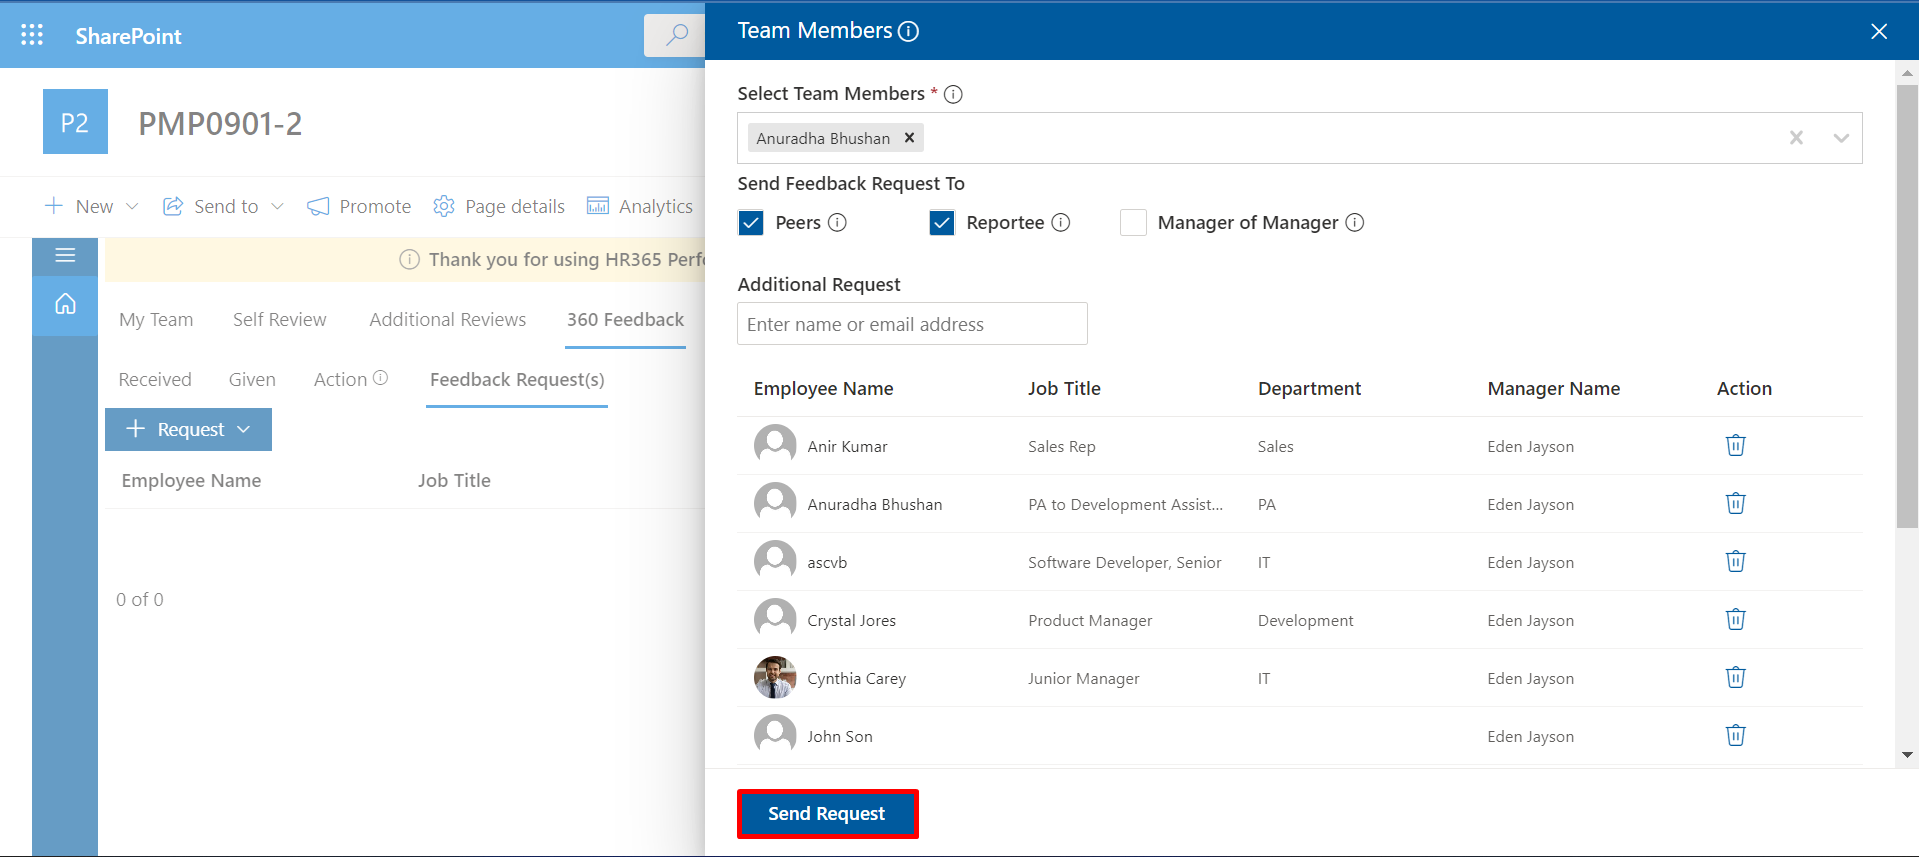 SharePoint
P2
PMP0901-2
New
Send to
Promote
Page details
Analytics
Thank you for using HR365 Perfo
My Team
Self Review
Additional Reviews
360 Feedback
Received
Given
Action
Feedback Request(s)
+ Request
Employee Name
Job Title
0 of 0
Team Members
Select Team Members *
Anuradha Bhushan
Send Feedback Request To
Peers
Reportee
Manager of Manager
Additional Request
Enter name or email address
Employee Name Job Title Department Manager Name Action
Anir Kumar Sales Rep Sales Eden Jayson
Anuradha Bhushan PA to Development Assist... PA Eden Jayson
ascvb Software Developer, Senior IT Eden Jayson
Crystal Jores Product Manager Development Eden Jayson
Cynthia Carey Junior Manager IT Eden Jayson
John Son Eden Jayson
Send Request